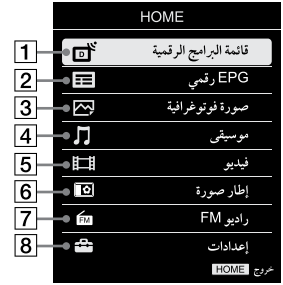 HOME
1 قائمة البرامج الرقمية
2 EPG رقمي
3 صورة فوتوغرافية
4 موسيقى
5 فيديو
6 إطار صورة
7 FM راديو FM
8 إعدادات
خروج HOME